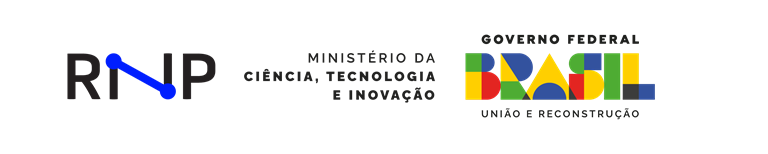 RNP
MINISTÉRIO DA
CIÊNCIA, TECNOLOGIA
E INOVAÇÃO
GOVERNO FEDERAL
BRASIL
UNIÃO E RECONSTRUÇÃO